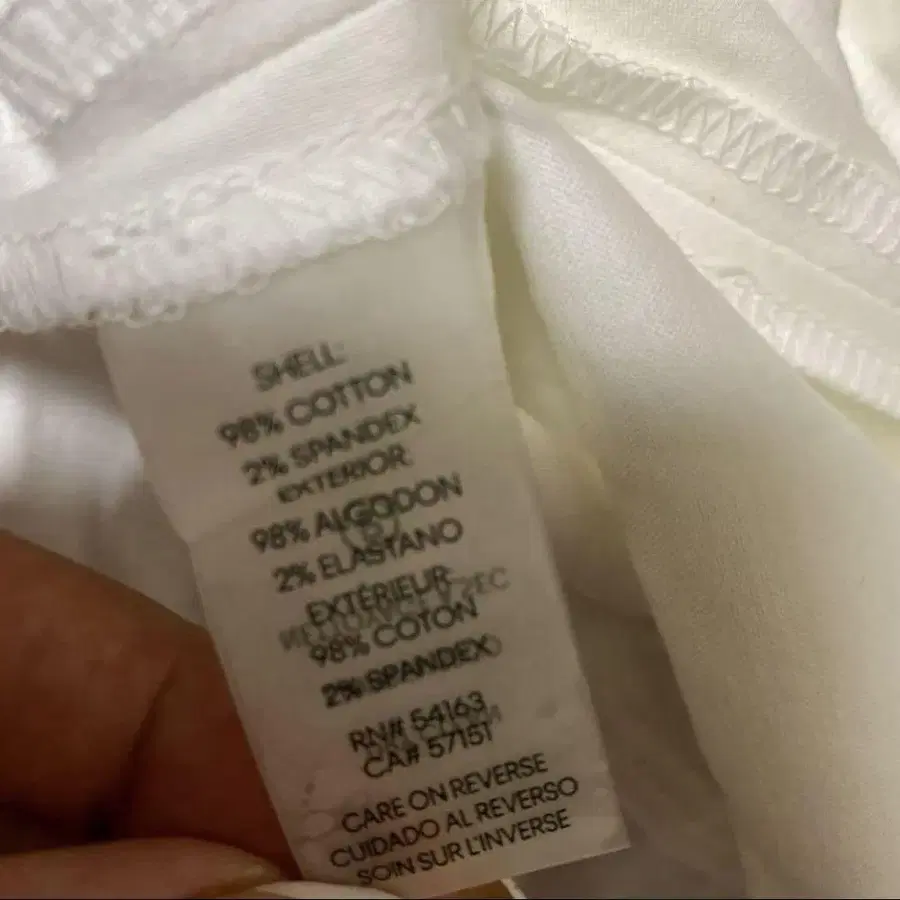 SHELL:
98% COTTON
2% SPANDEX
EXTERIOR:
98% ALGODON
2% ELASTANO
EXTÉRIEUR:
98% COTON
2% SPANDEX
RN# 54163
CA# 57151
CARE ON REVERSE
CUIDADO AL REVERSO
SOIN SUR L'INVERSE